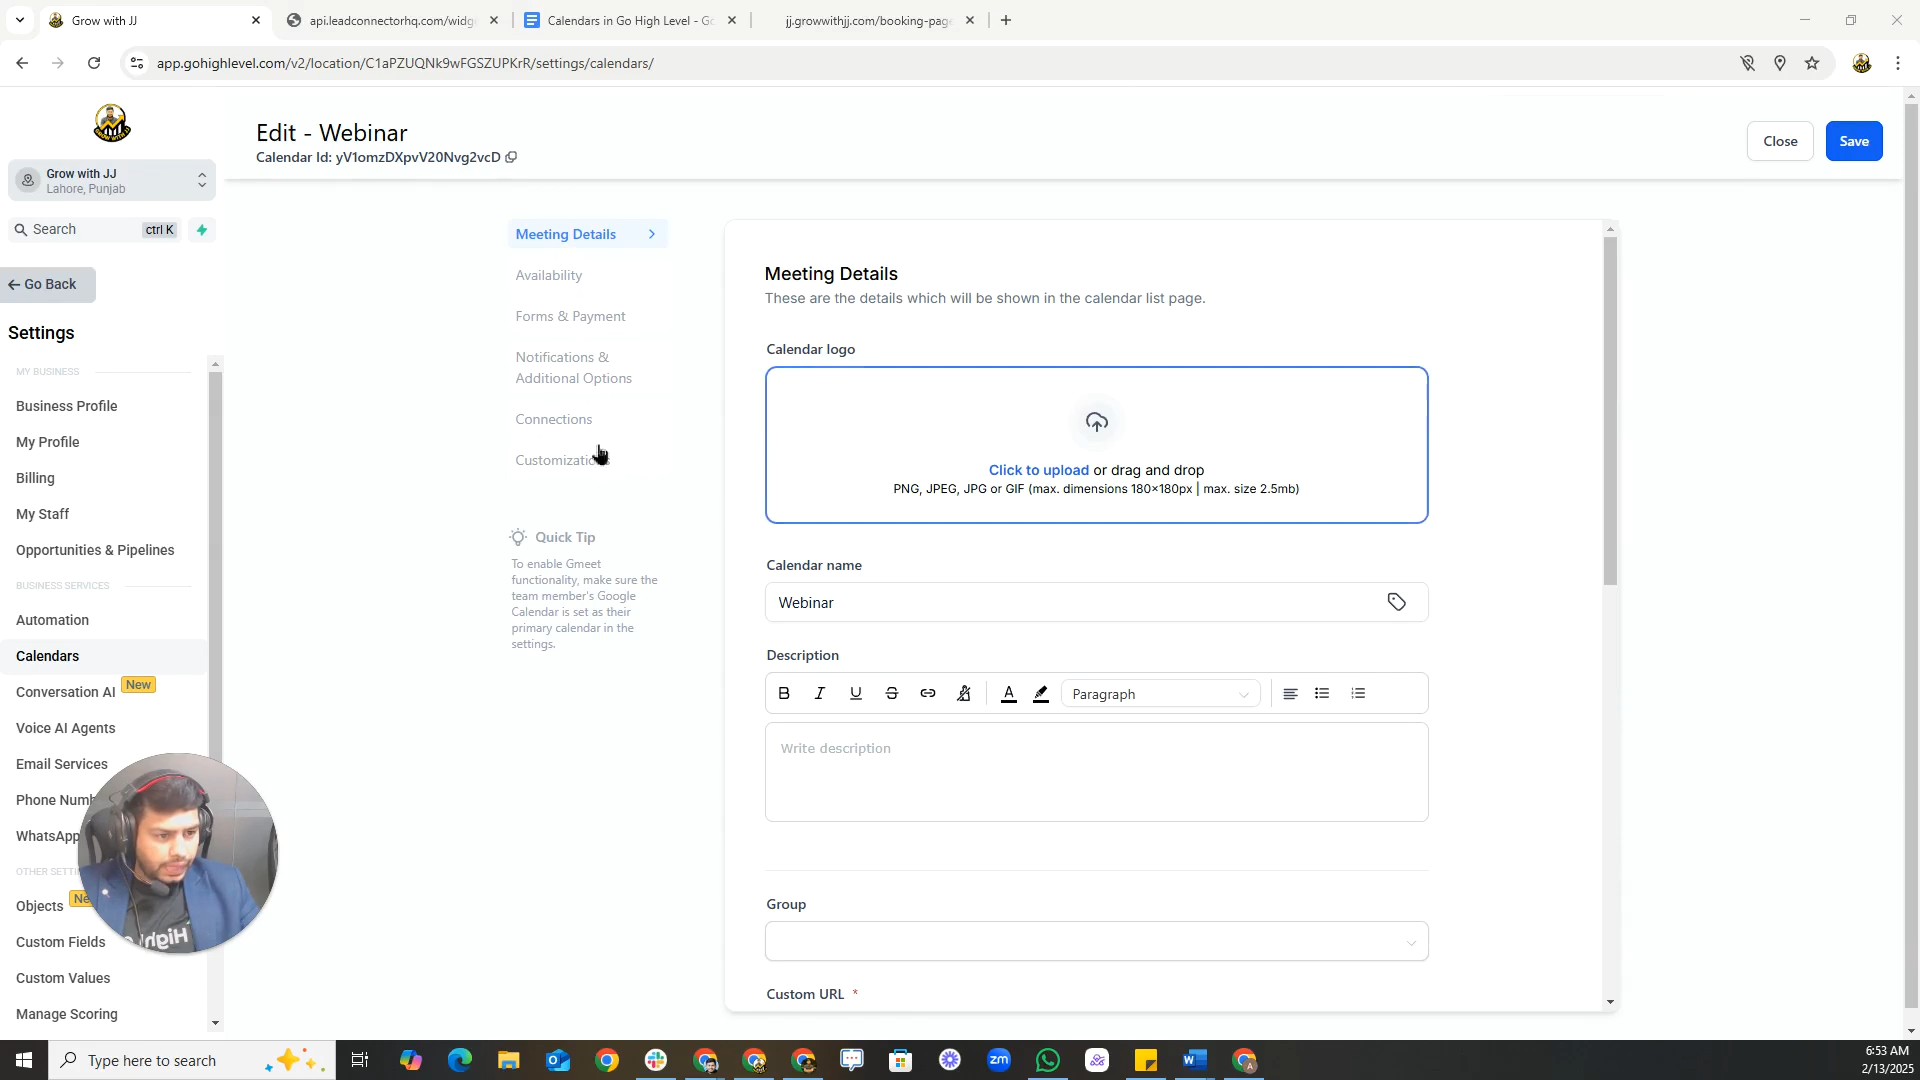 Grow with JJ
api.leadconnectorhq.com/widge
Calendars in Go High Level - Go
jj.growwithjj.com/booking-page
app.gohighlevel.com/v2/location/C1aPZUQNk9wFGSZUPKrR/settings/calendars/
Edit - Webinar
Calendar Id: yV1omzDXpvV20Nvg2vcD
Close
Save
Grow with JJ
Lahore, Punjab
Search
ctrl K
Go Back
Settings
MY BUSINESS
Business Profile
My Profile
Billing
My Staff
Opportunities & Pipelines
BUSINESS SERVICES
Automation
Calendars
Conversation AI
New
Voice AI Agents
Email Services
Phone Numb
WhatsApp
OTHER SETTI
Objects
Ne
Custom Fields
Custom Values
Manage Scoring
Meeting Details
Availability
Forms & Payment
Notifications &
Additional Options
Connections
Customizations
Quick Tip
To enable Gmeet
functionality, make sure the
team member's Google
Calendar is set as their
primary calendar in the
settings.
Meeting Details
These are the details which will be shown in the calendar list page.
Calendar logo
Click to upload or drag and drop
PNG, JPEG, JPG or GIF (max. dimensions 180×180px | max. size 2.5mb)
Calendar name
Webinar
Description
Paragraph
Write description
Group
Custom URL *
Type here to search
6:53 AM
2/13/2025